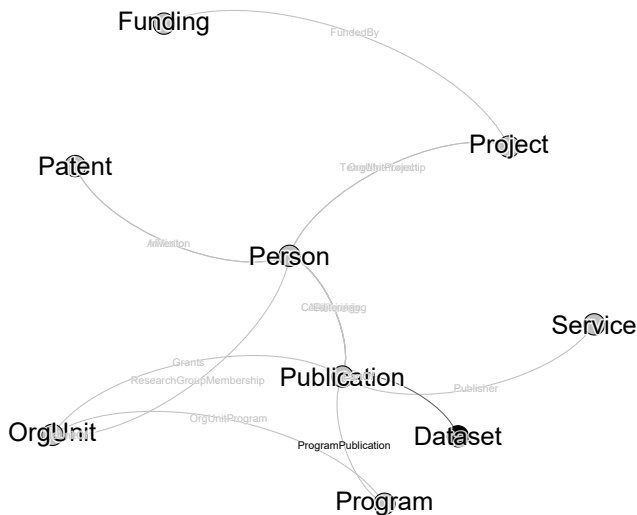 Funding
FundedBy
Project
Patent
Person
Service
Grants
ResearchGroupMembership
Publication
Publisher
OrgUnitProgram
OrgUnit
Dataset
ProgramPublication
Program